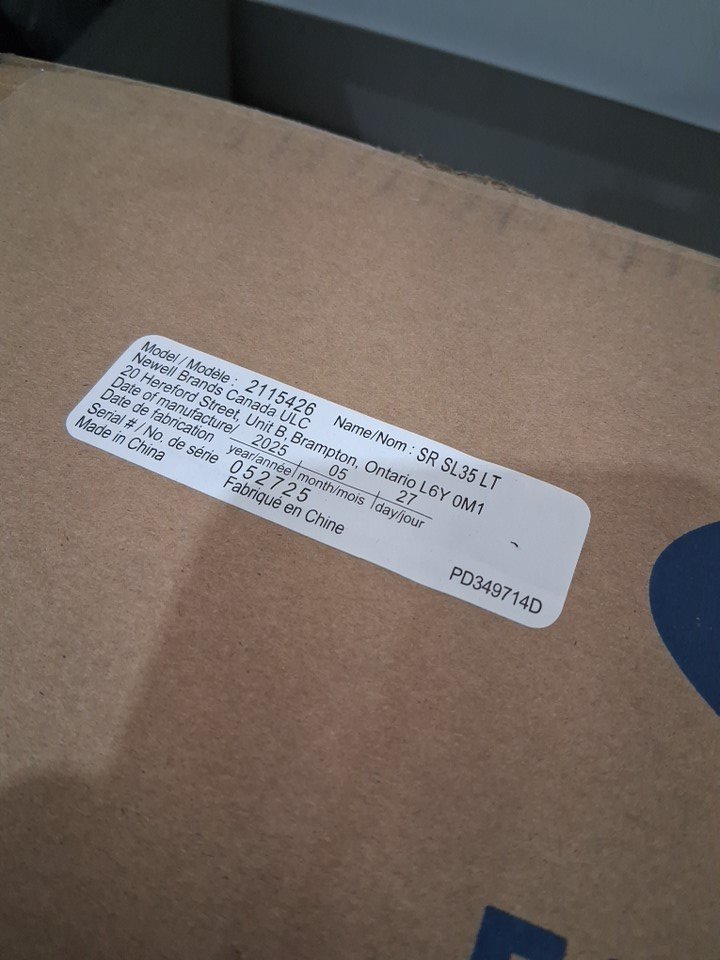 Model / Modèle : 2115426 Name/Nom : SR SL35 LT
Newell Brands Canada ULC
20 Hereford Street, Unit B, Brampton, Ontario L6Y 0M1
Date of manufacture/ 2025 05 27
Date de fabrication year/année month/mois day/jour
Serial # / No. de série 052725
Made in China Fabriqué en Chine
PD349714D